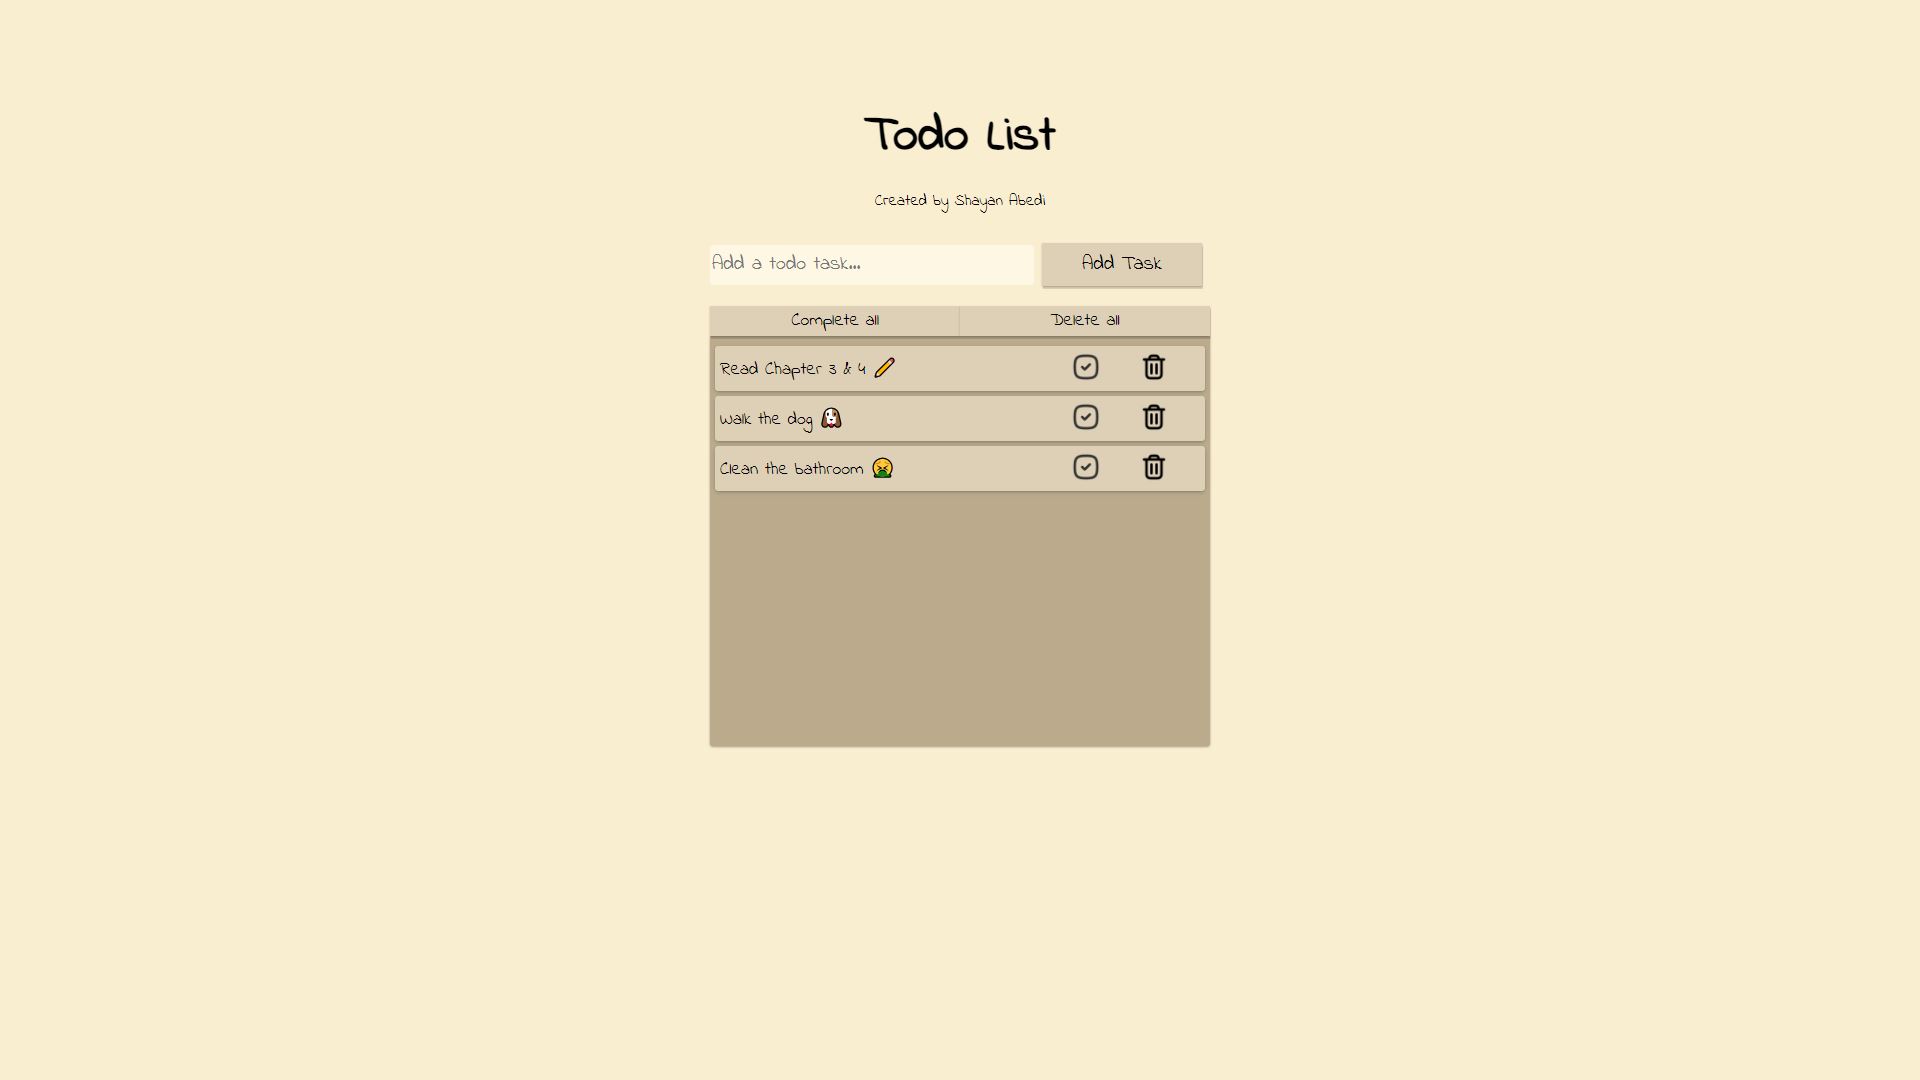 Todo List
Created by Shayan Abedi
Add a todo task...
Add Task
Complete all
Delete all
Read Chapter 3 & 4 ✏️
Walk the dog 🐶
Clean the bathroom 🤮